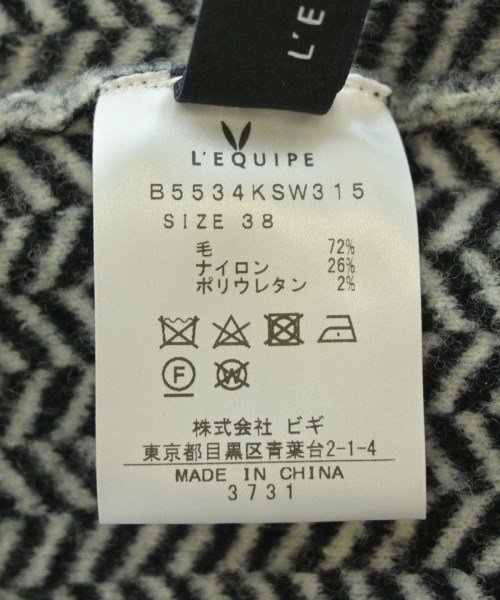 L'E
L'EQUIPE
B5534KSW315
SIZE 38
毛 72%
ナイロン 26%
ポリウレタン 2%
F W
株式会社 ビギ
東京都目黒区青葉台2-1-4
MADE IN CHINA
3731